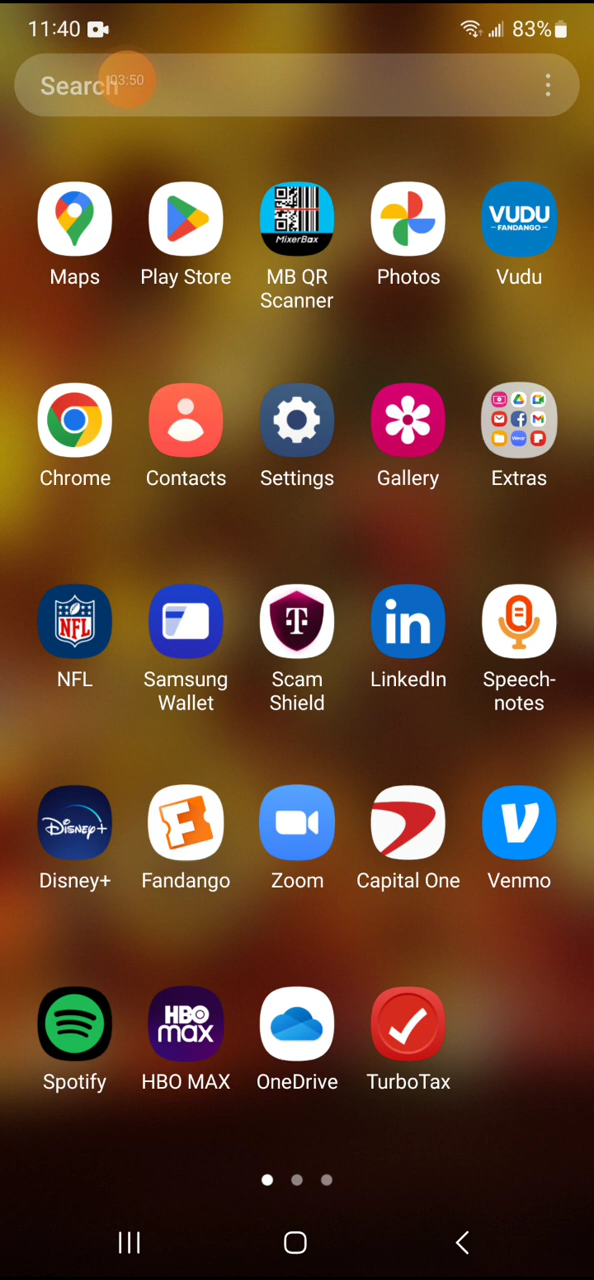 11:40 83%
Search 03:50
MixerBox
VUDU
FANDANGO
Maps Play Store MB QR Scanner Photos Vudu
Chrome Contacts Settings Gallery Extras
NFL
T
in
NFL Samsung Wallet Scam Shield LinkedIn Speech-notes
Disney+
F
V
Disney+ Fandango Zoom Capital One Venmo
HBO
max
Spotify HBO MAX OneDrive TurboTax